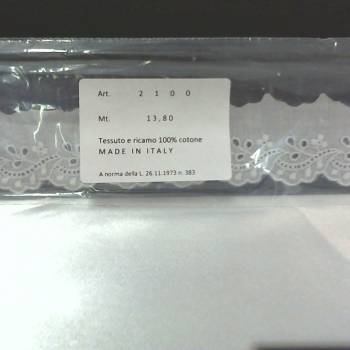 Art. 2 1 0 0
Mt. 13,80
Tessuto e ricamo 100% cotone
MADE IN ITALY
A norma della L. 26.11.1973 n. 383